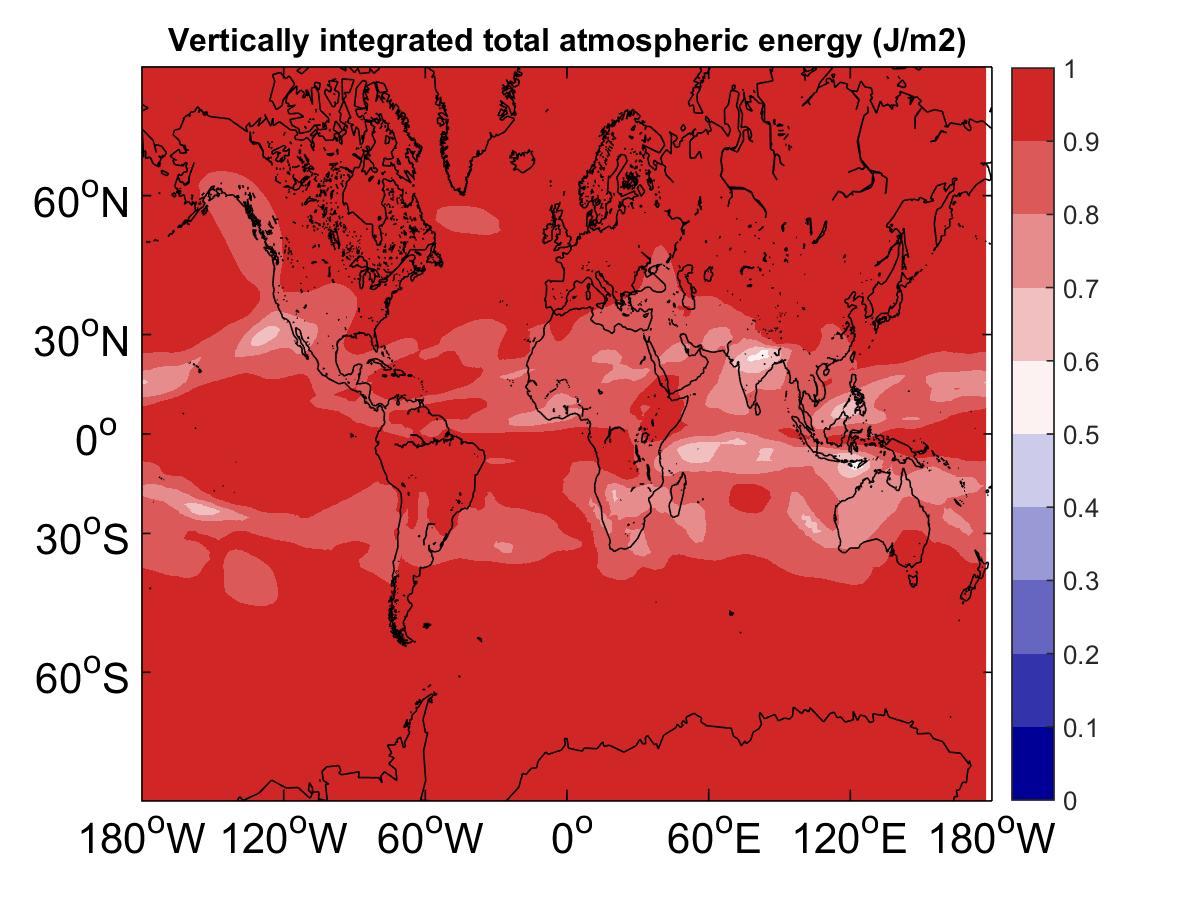 Vertically integrated total atmospheric energy (J/m2)
60°N
30°N
0°
30°S
60°S
180°W 120°W 60°W 0° 60°E 120°E 180°W
1
0.9
0.8
0.7
0.6
0.5
0.4
0.3
0.2
0.1
0